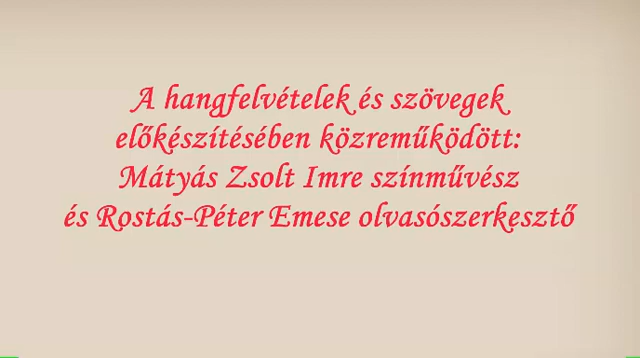 A hangfelvételek és szövegek
előkészítésében közreműködött:
Mátyás Zsolt Imre színművész
és Rostás-Péter Emese olvasószerkesztő